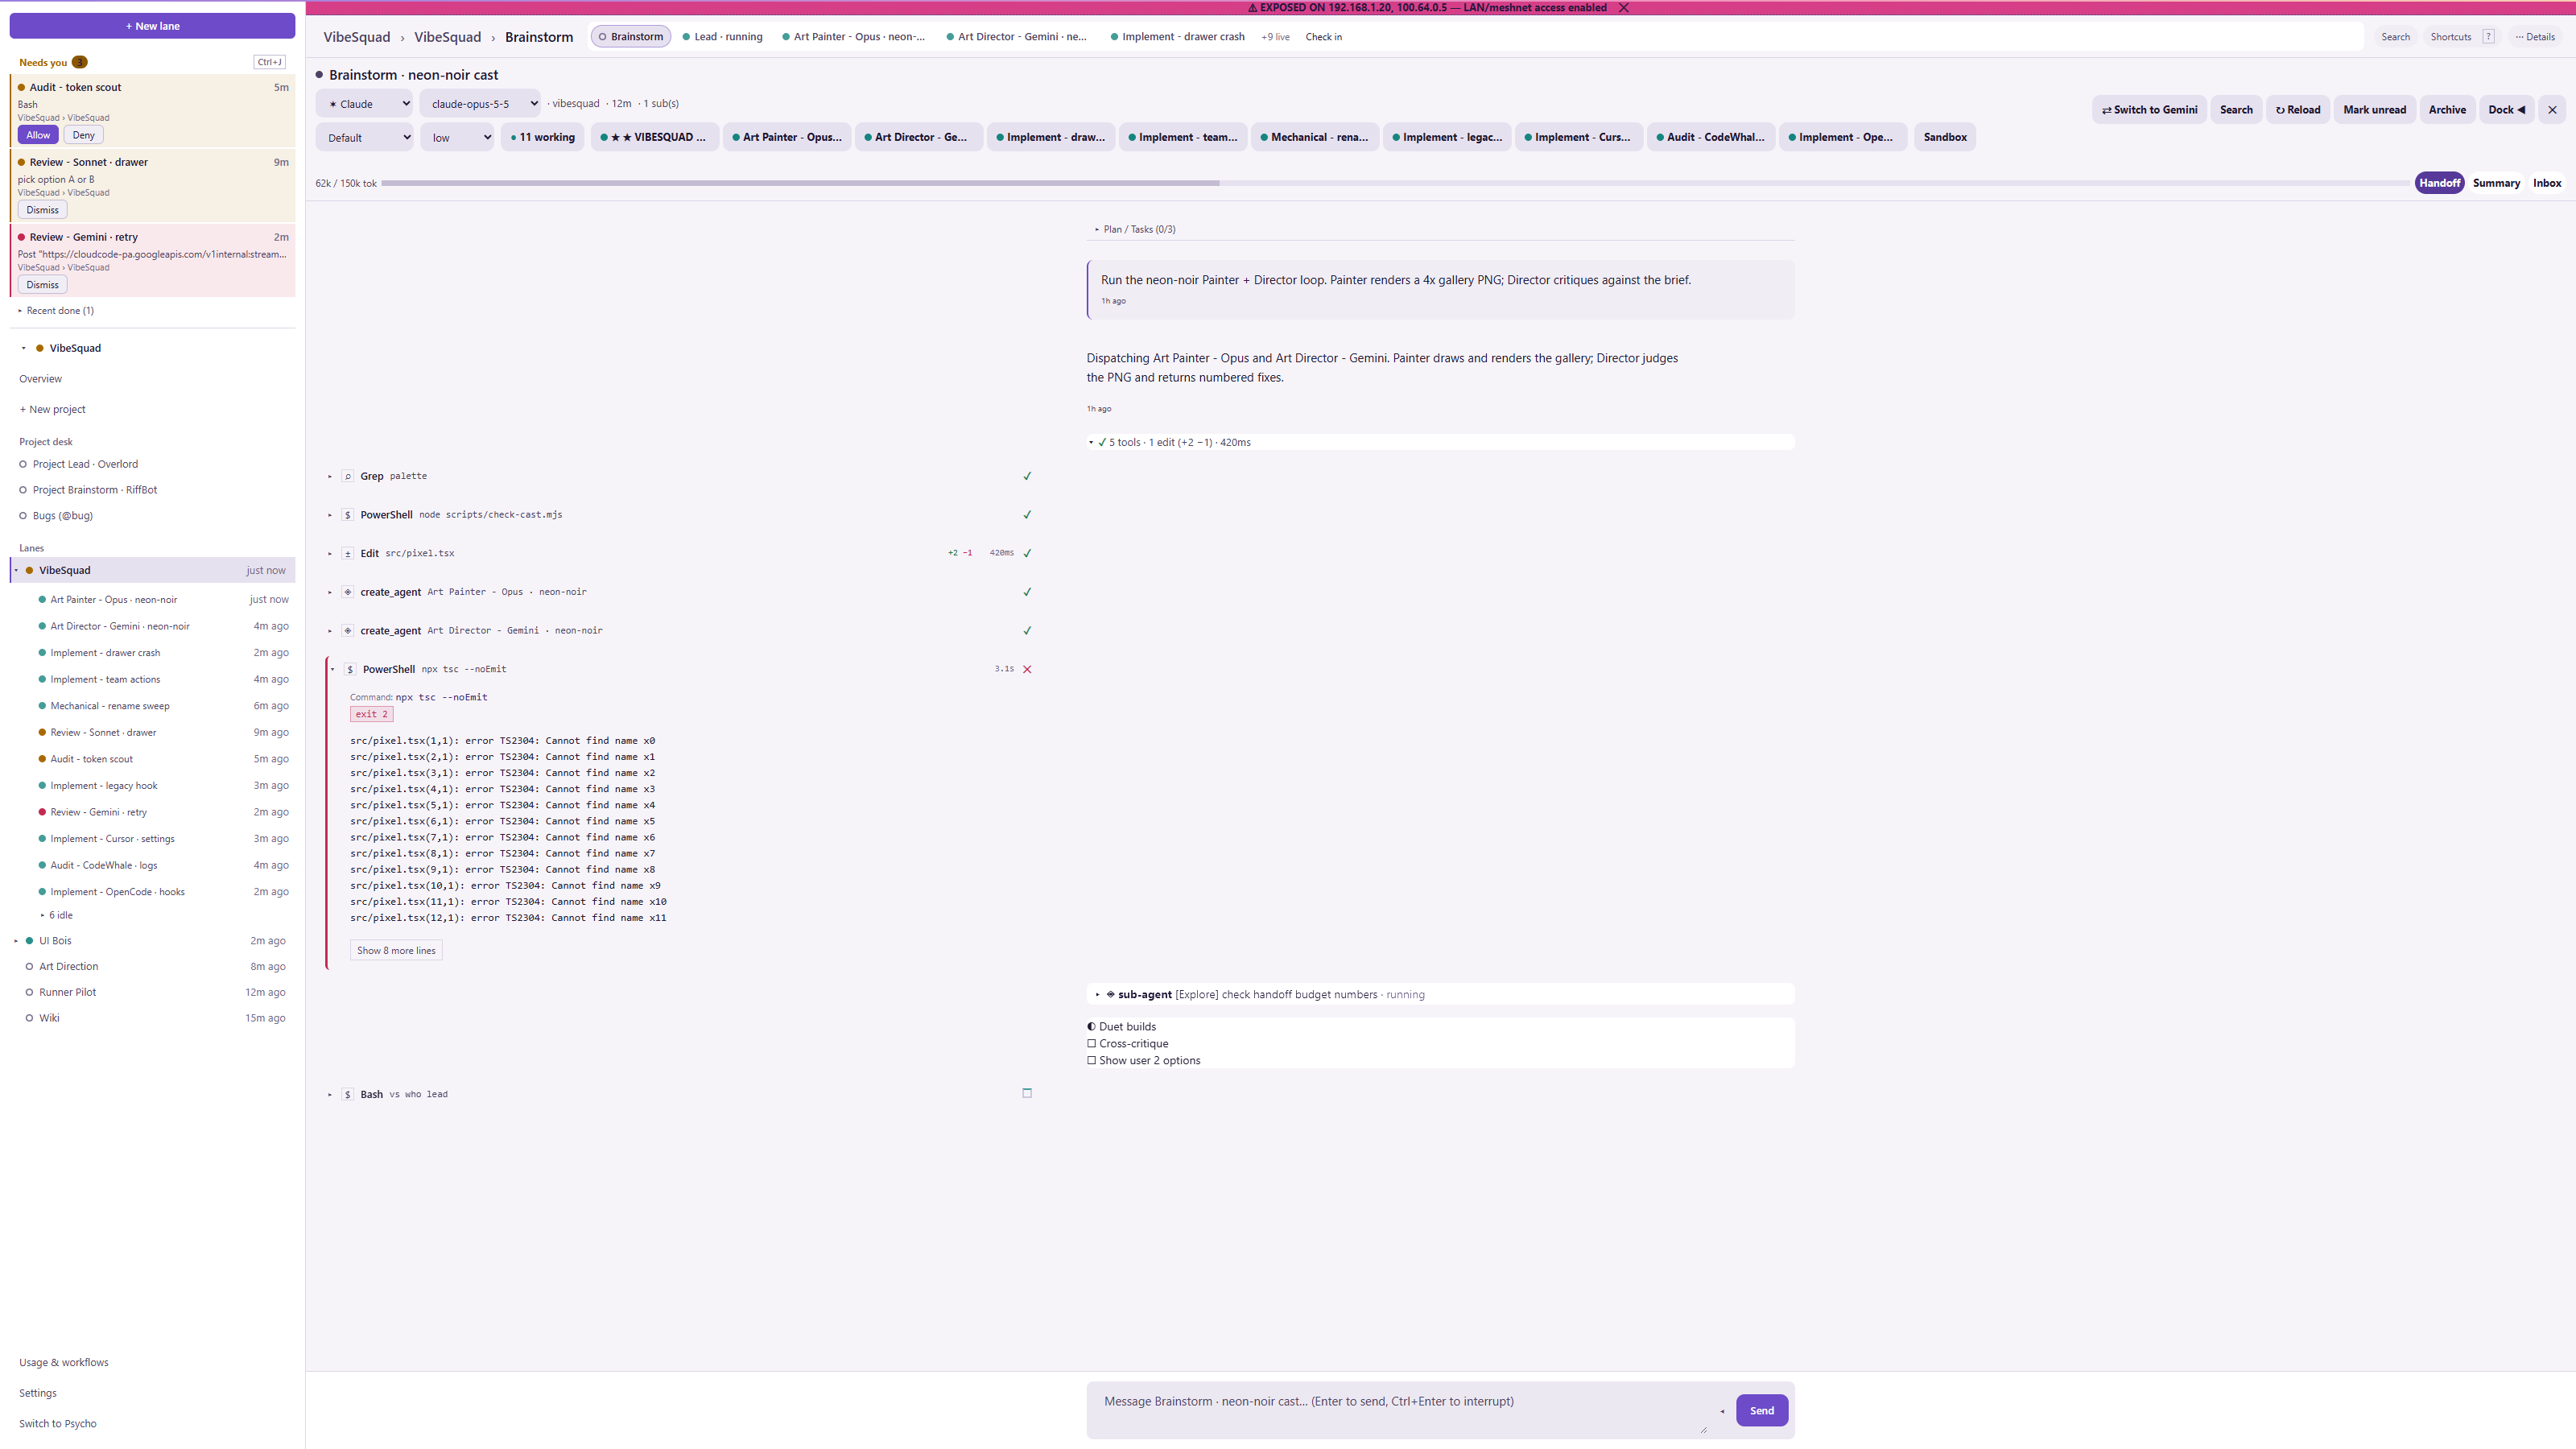 ⚠ EXPOSED ON 192.168.1.20, 100.64.0.5 — LAN/meshnet access enabled ✕
+ New lane
Needs you 3 Ctrl+J
Audit - token scout 5m
Bash
VibeSquad › VibeSquad
Allow Deny
Review - Sonnet · drawer 9m
pick option A or B
VibeSquad › VibeSquad
Dismiss
Review - Gemini · retry 2m
Post "https://cloudcode-pa.googleapis.com/v1internal:stream...
VibeSquad › VibeSquad
Dismiss
Recent done (1)
VibeSquad
Overview
+ New project
Project desk
Project Lead · Overlord
Project Brainstorm · RiffBot
Bugs (@bug)
Lanes
VibeSquad just now
Art Painter - Opus · neon-noir just now
Art Director - Gemini · neon-noir 4m ago
Implement - drawer crash 2m ago
Implement - team actions 4m ago
Mechanical - rename sweep 6m ago
Review - Sonnet · drawer 9m ago
Audit - token scout 5m ago
Implement - legacy hook 3m ago
Review - Gemini · retry 2m ago
Implement - Cursor · settings 3m ago
Audit - CodeWhale · logs 4m ago
Implement - OpenCode · hooks 2m ago
6 idle
UI Bois 2m ago
Art Direction 8m ago
Runner Pilot 12m ago
Wiki 15m ago
Usage & workflows
Settings
Switch to Psycho
VibeSquad › VibeSquad › Brainstorm
Brainstorm Lead · running Art Painter - Opus · neon-... Art Director - Gemini · ne... Implement - drawer crash +9 live Check in
Search Shortcuts ? ··· Details
Brainstorm · neon-noir cast
✶ Claude claude-opus-5-5 · vibesquad · 12m · 1 sub(s)
⇄ Switch to Gemini Search ↻ Reload Mark unread Archive Dock ◀ ✕
Default low 11 working ★ ★ VIBESQUAD ... Art Painter - Opus... Art Director - Ge... Implement - draw... Implement - team... Mechanical - rena... Implement - legac... Implement - Curs... Audit - CodeWhal... Implement - Ope... Sandbox
62k / 150k tok Handoff Summary Inbox
Plan / Tasks (0/3)
Run the neon-noir Painter + Director loop. Painter renders a 4x gallery PNG; Director critiques against the brief.
1h ago
Dispatching Art Painter - Opus and Art Director - Gemini. Painter draws and renders the gallery; Director judges
the PNG and returns numbered fixes.
1h ago
✓ 5 tools · 1 edit (+2 −1) · 420ms
Grep palette ✓
$ PowerShell node scripts/check-cast.mjs ✓
± Edit src/pixel.tsx +2 −1 420ms ✓
create_agent Art Painter - Opus · neon-noir ✓
create_agent Art Director - Gemini · neon-noir ✓
$ PowerShell npx tsc --noEmit 3.1s ✕
Command: npx tsc --noEmit
exit 2
src/pixel.tsx(1,1): error TS2304: Cannot find name x0
src/pixel.tsx(2,1): error TS2304: Cannot find name x1
src/pixel.tsx(3,1): error TS2304: Cannot find name x2
src/pixel.tsx(4,1): error TS2304: Cannot find name x3
src/pixel.tsx(5,1): error TS2304: Cannot find name x4
src/pixel.tsx(6,1): error TS2304: Cannot find name x5
src/pixel.tsx(7,1): error TS2304: Cannot find name x6
src/pixel.tsx(8,1): error TS2304: Cannot find name x7
src/pixel.tsx(9,1): error TS2304: Cannot find name x8
src/pixel.tsx(10,1): error TS2304: Cannot find name x9
src/pixel.tsx(11,1): error TS2304: Cannot find name x10
src/pixel.tsx(12,1): error TS2304: Cannot find name x11
Show 8 more lines
sub-agent [Explore] check handoff budget numbers · running
◐ Duet builds
☐ Cross-critique
☐ Show user 2 options
$ Bash vs who lead
Message Brainstorm · neon-noir cast... (Enter to send, Ctrl+Enter to interrupt)
Send